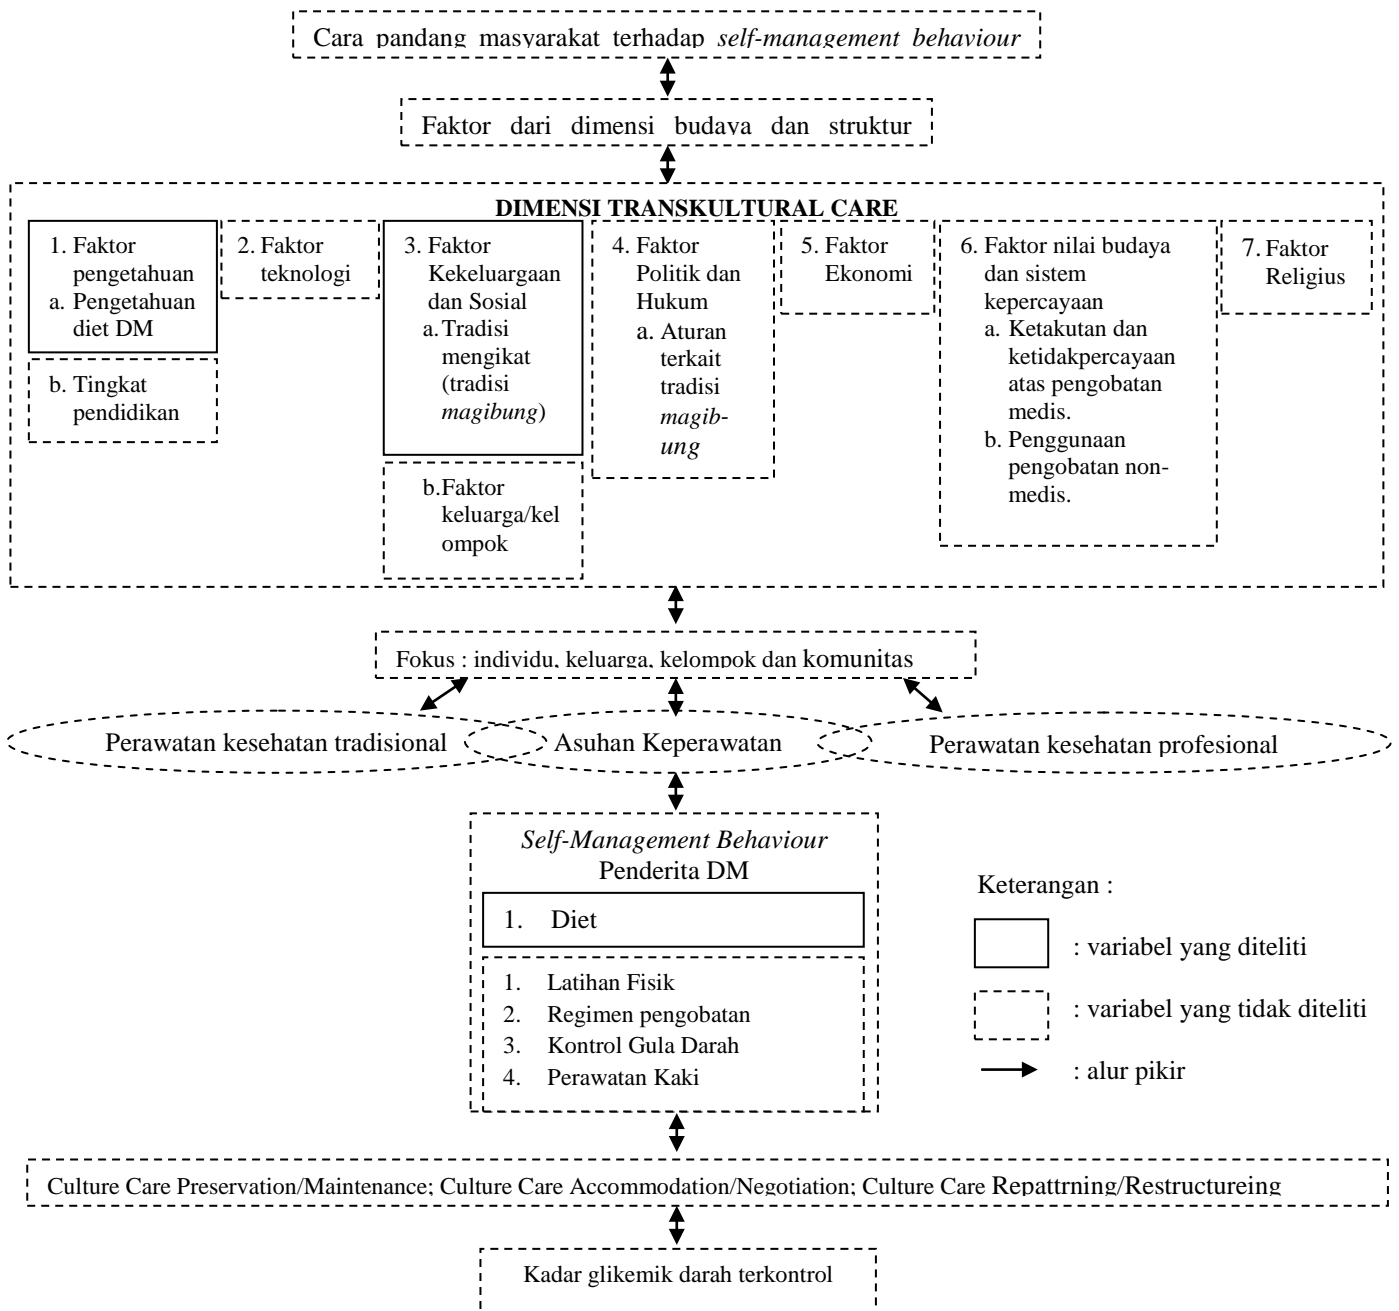 Cara pandang masyarakat terhadap self-management behaviour
Faktor dari dimensi budaya dan struktur
DIMENSI TRANSKULTURAL CARE
1. Faktor
pengetahuan
a. Pengetahuan
diet DM
b. Tingkat
pendidikan
2. Faktor
teknologi
3. Faktor
Kekeluargaan
dan Sosial
a. Tradisi
mengikat
(tradisi
magibung)
b. Faktor
keluarga/kel
ompok
4. Faktor
Politik dan
Hukum
a. Aturan
terkait
tradisi
magib-
ung
5. Faktor
Ekonomi
6. Faktor nilai budaya
dan sistem
kepercayaan
a. Ketakutan dan
ketidakpercayaan
atas pengobatan
medis.
b. Penggunaan
pengobatan non-
medis.
7. Faktor
Religius
Fokus : individu, keluarga, kelompok dan komunitas
Perawatan kesehatan tradisional
Asuhan Keperawatan
Perawatan kesehatan profesional
Self-Management Behaviour
Penderita DM
1. Diet
1. Latihan Fisik
2. Regimen pengobatan
3. Kontrol Gula Darah
4. Perawatan Kaki
Keterangan :
: variabel yang diteliti
: variabel yang tidak diteliti
: alur pikir
Culture Care Preservation/Maintenance; Culture Care Accommodation/Negotiation; Culture Care Repattrning/Restructureing
Kadar glikemik darah terkontrol